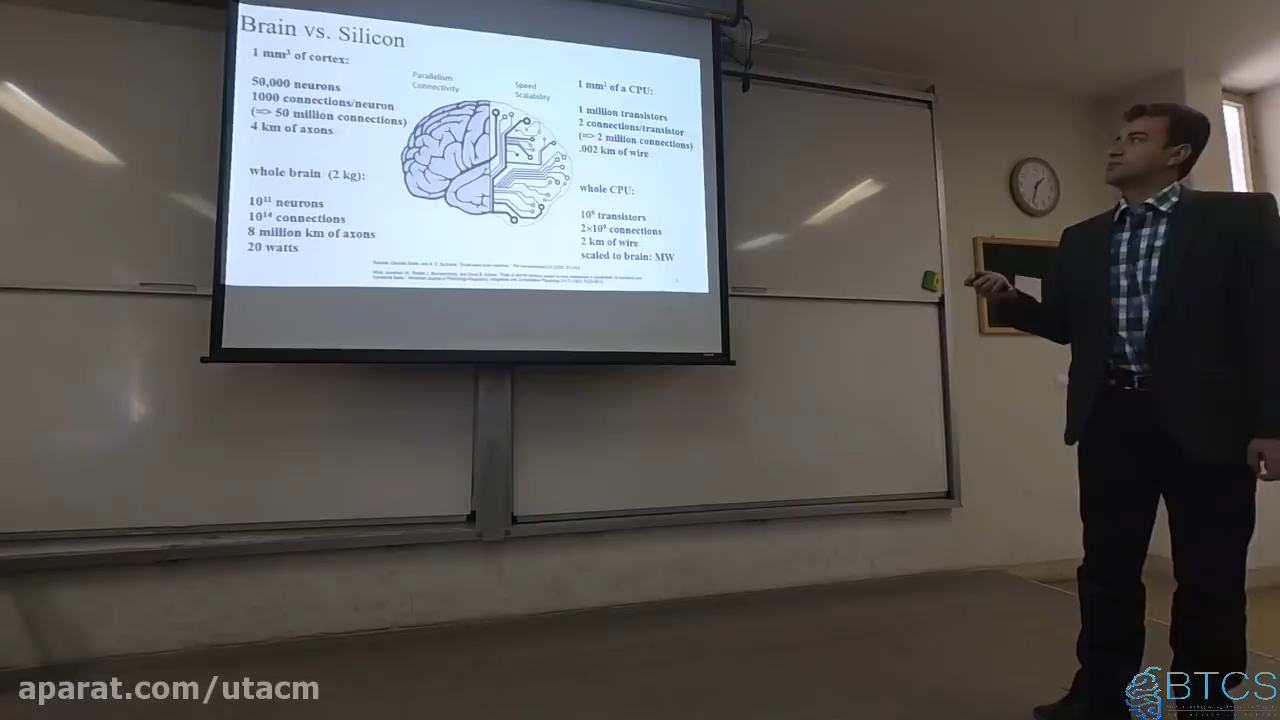 Brain vs. Silicon
1 mm³ of cortex:
50,000 neurons
1000 connections/neuron
(=> 50 million connections)
4 km of axons
whole brain (2 kg):
10¹¹ neurons
10¹⁴ connections
8 million km of axons
20 watts
Parallelism
Connectivity
Speed
Scalability
1 mm² of a CPU:
1 million transistors
2 connections/transistor
(=> 2 million connections)
.002 km of wire
whole CPU:
10⁹ transistors
2×10⁹ connections
2 km of wire
scaled to brain: MW
aparat.com/utacm
BTCS